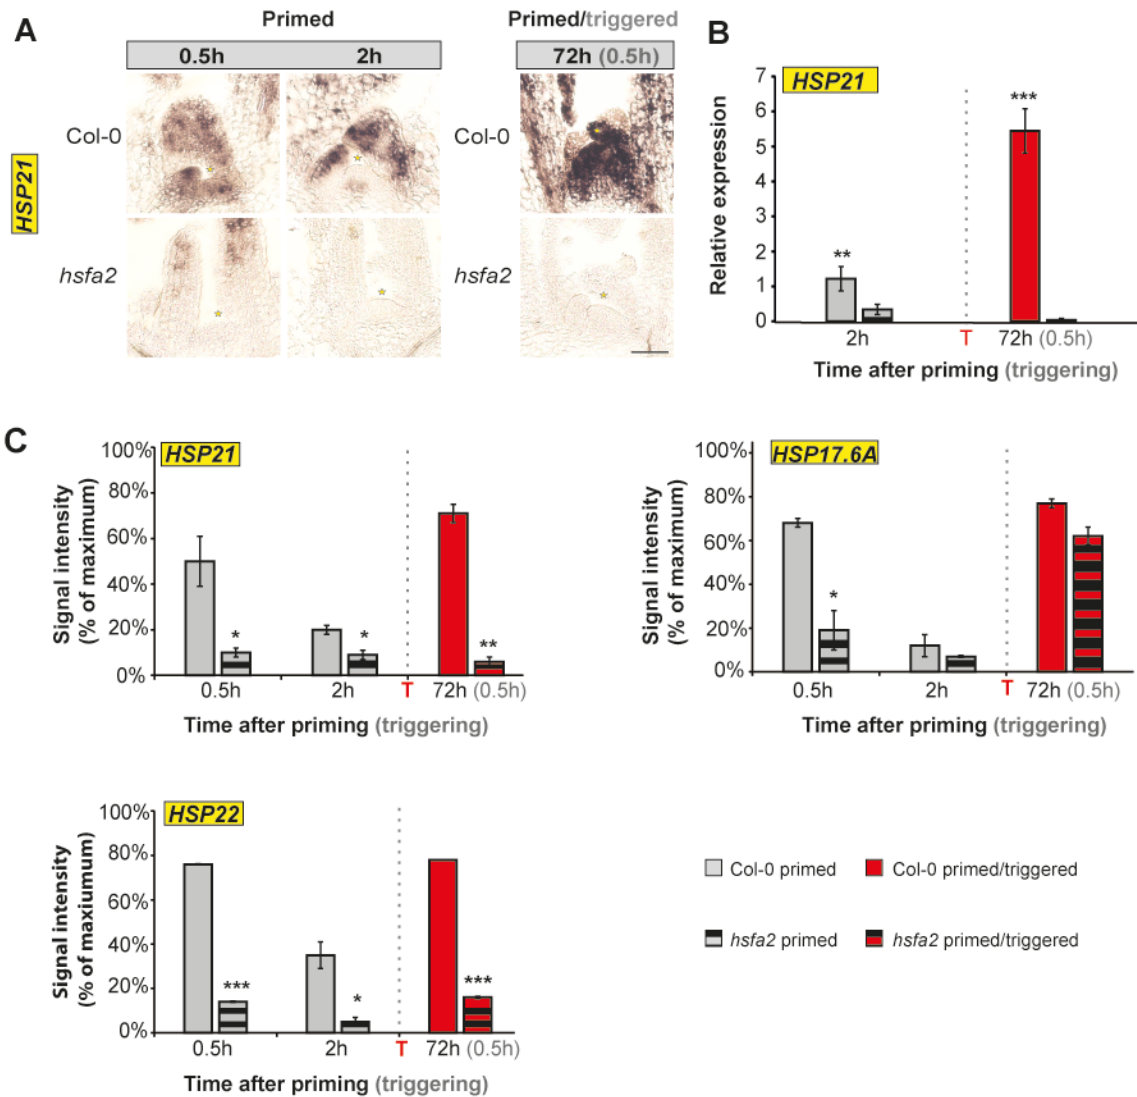 A
Primed
Primed/triggered
0.5h
2h
72h (0.5h)
HSP21
Col-0
Col-0
hsfa2
hsfa2
B
HSP21
Relative expression
7
6
5
4
3
2
1
0
**
***
2h
T
72h (0.5h)
Time after priming (triggering)
C
HSP21
Signal intensity
(% of maximum)
100%
80%
60%
40%
20%
0%
*
*
**
0.5h
2h
T
72h (0.5h)
Time after priming (triggering)
HSP17.6A
Signal intensity
(% of maximum)
100%
80%
60%
40%
20%
0%
*
0.5h
2h
T
72h (0.5h)
Time after priming (triggering)
HSP22
Signal intensity
(% of maxiumum)
100%
80%
60%
40%
20%
0%
***
*
***
0.5h
2h
T
72h (0.5h)
Time after priming (triggering)
Col-0 primed
Col-0 primed/triggered
hsfa2 primed
hsfa2 primed/triggered